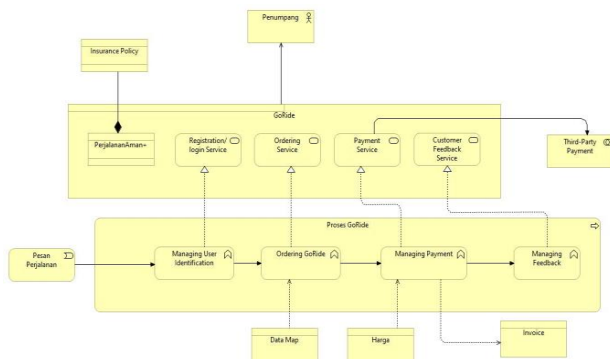 Penumpang
Insurance Policy
GoRide
PerjalananAman+
Registration/
login Service
Ordering
Service
Payment
Service
Customer
Feedback
Service
Third-Party
Payment
Proses GoRide
Pesan
Perjalanan
Managing User
Identification
Ordering GoRide
Managing Payment
Managing
Feedback
Data Map
Harga
Invoice